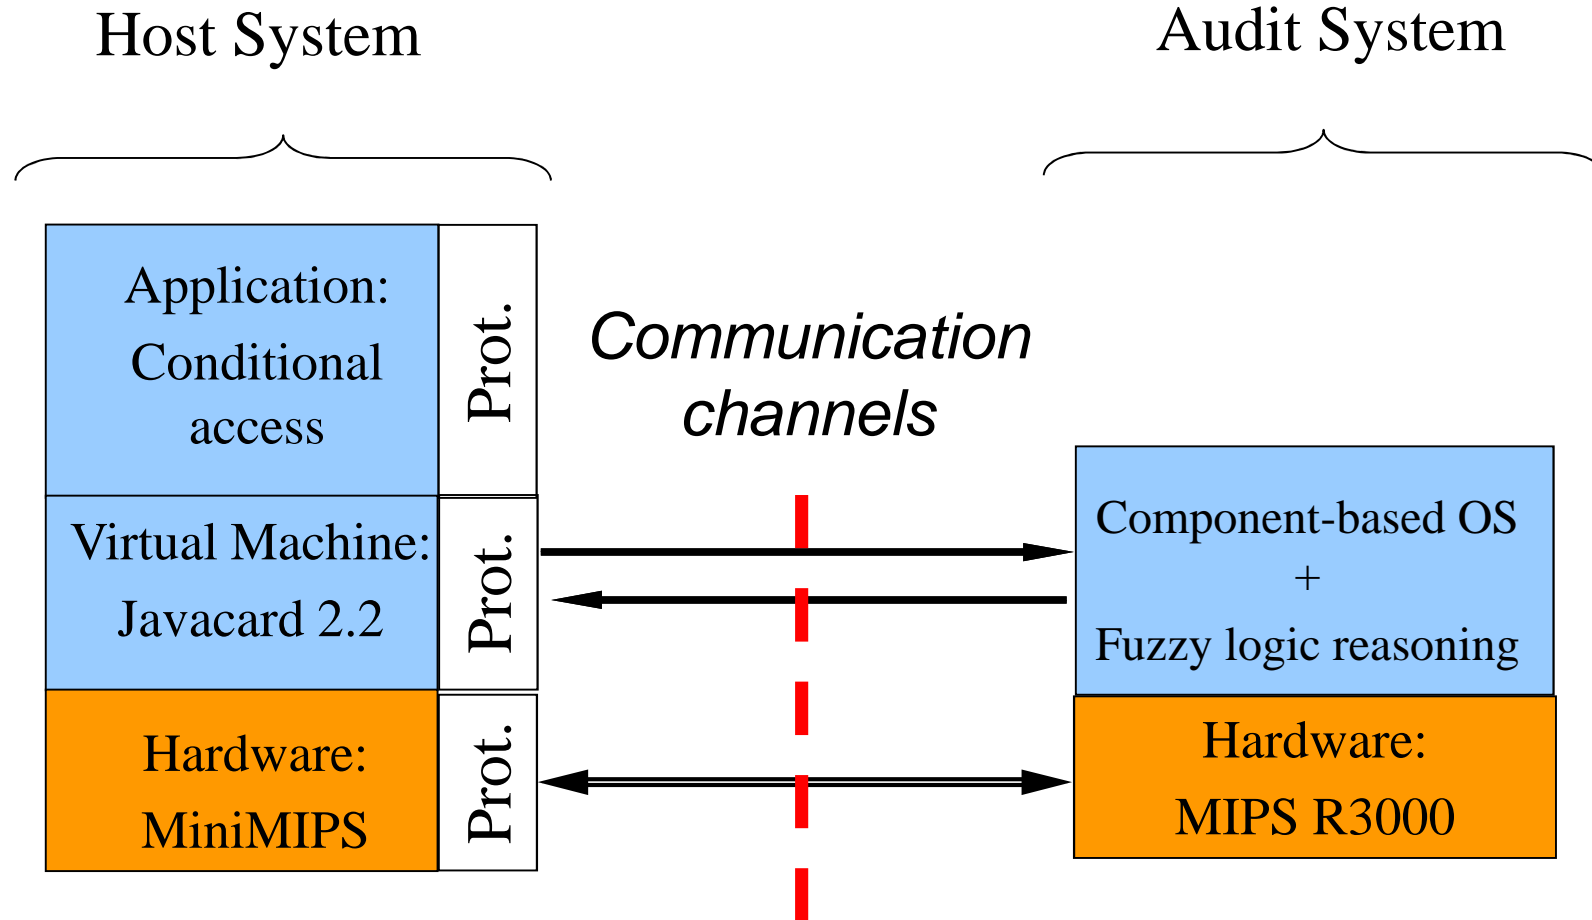 Host System
Audit System
Application:
Conditional
access
Prot.
Communication
channels
Virtual Machine:
Javacard 2.2
Prot.
Component-based OS
+
Fuzzy logic reasoning
Hardware:
MiniMIPS
Prot.
Hardware:
MIPS R3000